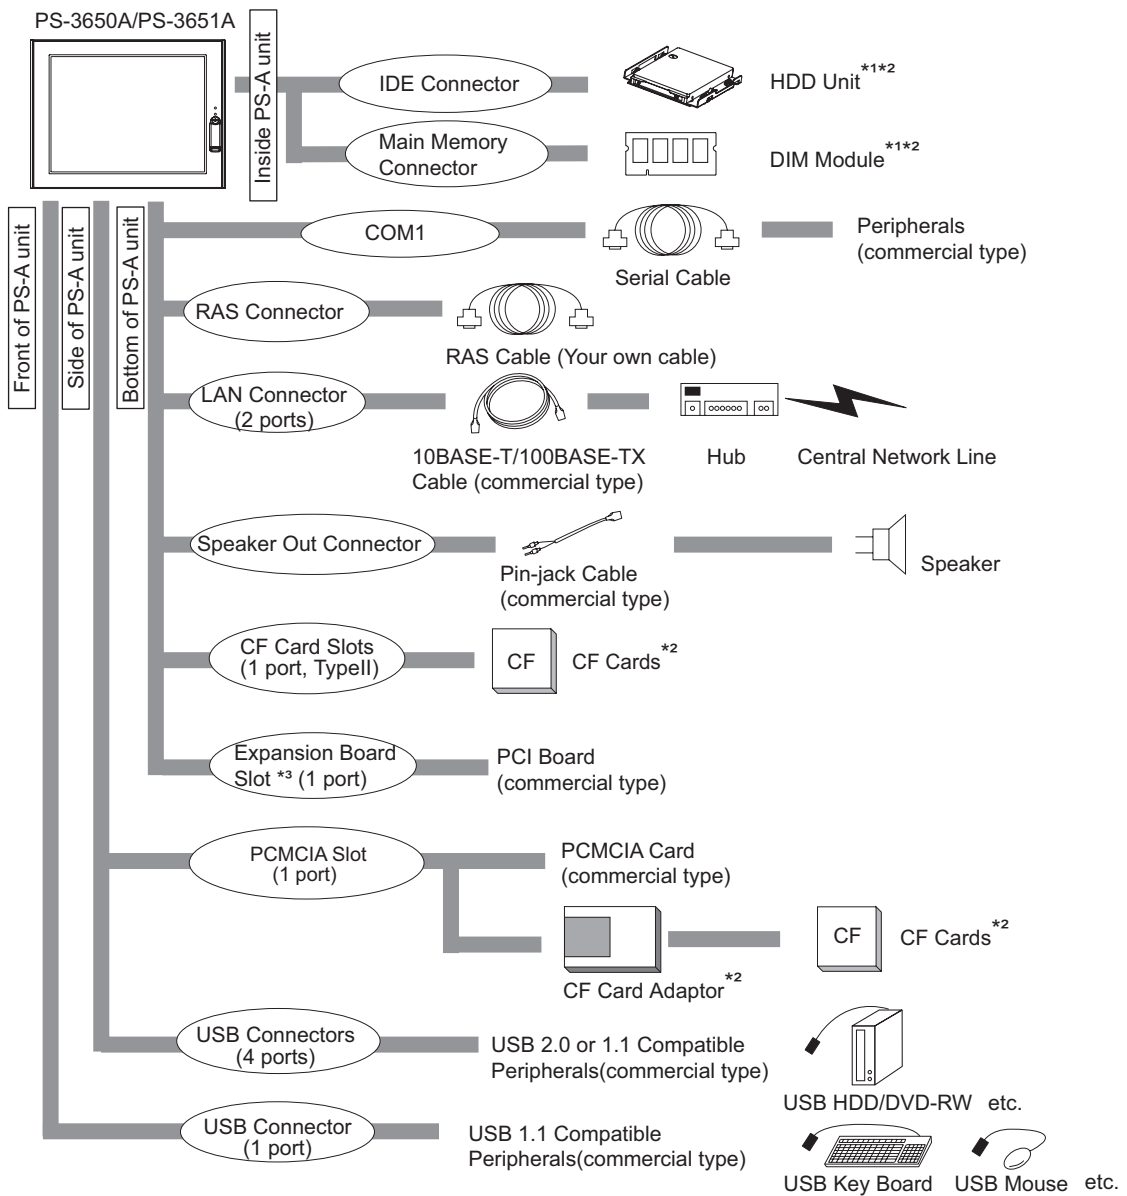 PS-3650A/PS-3651A
Inside PS-A unit
IDE Connector
HDD Unit*1*2
Main Memory
Connector
DIM Module*1*2
Front of PS-A unit
Side of PS-A unit
Bottom of PS-A unit
COM1
Serial Cable
Peripherals
(commercial type)
RAS Connector
RAS Cable (Your own cable)
LAN Connector
(2 ports)
10BASE-T/100BASE-TX
Cable (commercial type)
Hub
Central Network Line
Speaker Out Connector
Pin-jack Cable
(commercial type)
Speaker
CF Card Slots
(1 port, TypeII)
CF
CF Cards*2
Expansion Board
Slot *³ (1 port)
PCI Board
(commercial type)
PCMCIA Slot
(1 port)
PCMCIA Card
(commercial type)
CF Card Adaptor*2
CF
CF Cards*2
USB Connectors
(4 ports)
USB 2.0 or 1.1 Compatible
Peripherals(commercial type)
USB HDD/DVD-RW etc.
USB Connector
(1 port)
USB 1.1 Compatible
Peripherals(commercial type)
USB Key Board
USB Mouse etc.